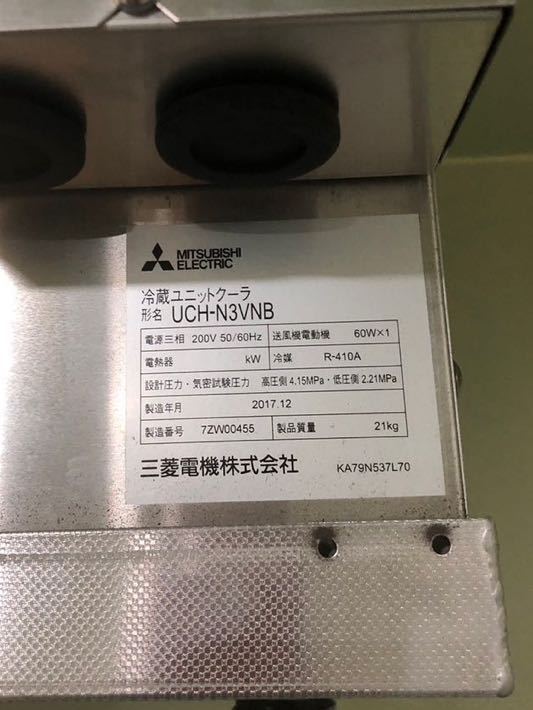 MITSUBISHI
ELECTRIC
冷蔵ユニットクーラ
形名 UCH-N3VNB
電源三相 200V 50/60Hz 送風機電動機 60W×1
電熱器 kW 冷媒 R-410A
設計圧力・気密試験圧力 高圧側 4.15MPa・低圧側 2.21MPa
製造年月 2017.12
製造番号 7ZW00455 製品質量 21kg
三菱電機株式会社 KA79N537L70